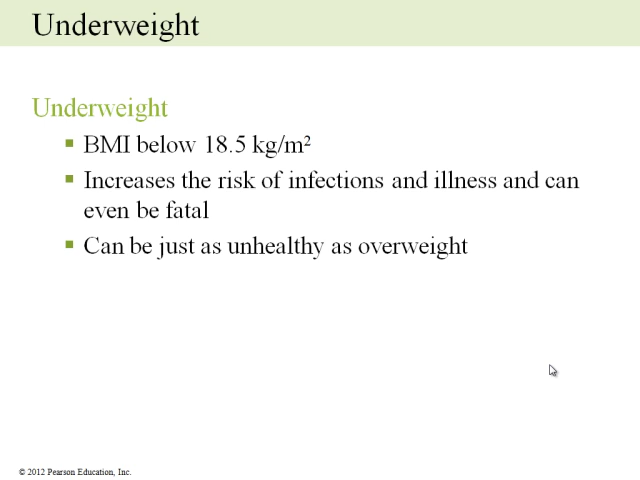 Underweight
Underweight
BMI below 18.5 kg/m²
Increases the risk of infections and illness and can
even be fatal
Can be just as unhealthy as overweight
© 2012 Pearson Education, Inc.